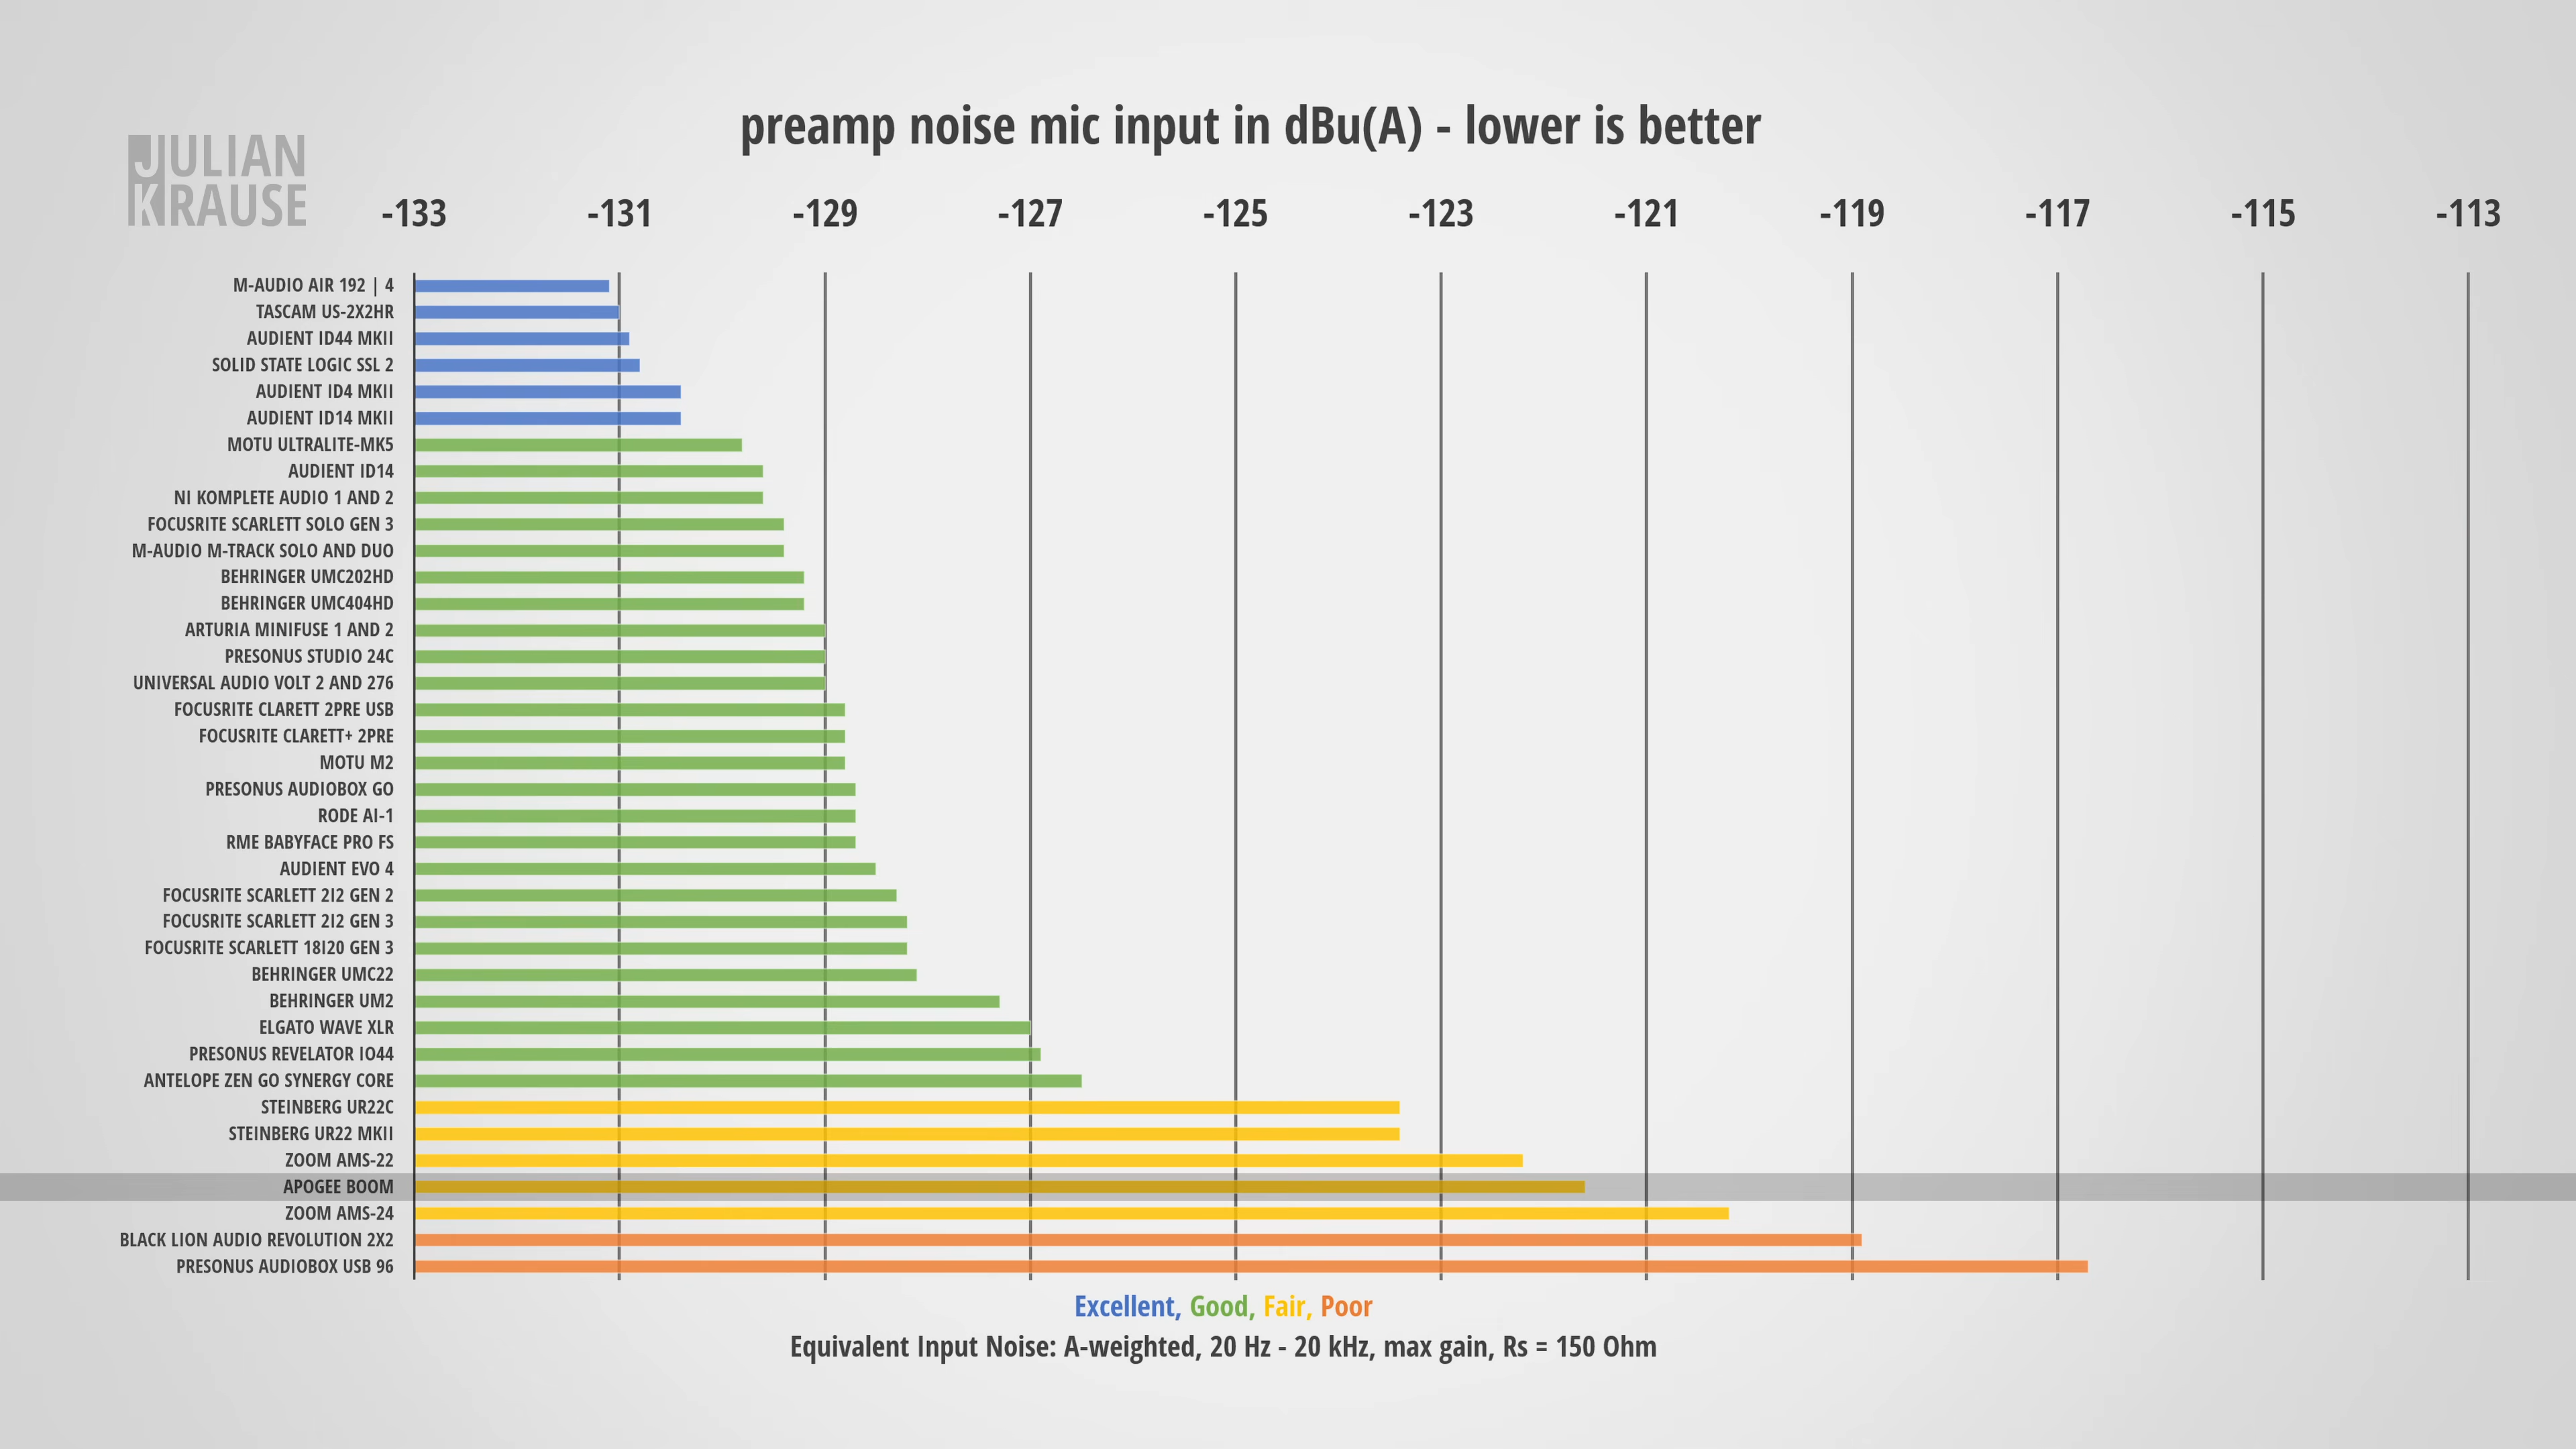 JULIAN
KRAUSE
preamp noise mic input in dBu(A) - lower is better
-133 -131 -129 -127 -125 -123 -121 -119 -117 -115 -113
M-AUDIO AIR 192 | 4
TASCAM US-2X2HR
AUDIENT ID44 MKII
SOLID STATE LOGIC SSL 2
AUDIENT ID4 MKII
AUDIENT ID14 MKII
MOTU ULTRALITE-MK5
AUDIENT ID14
NI KOMPLETE AUDIO 1 AND 2
FOCUSRITE SCARLETT SOLO GEN 3
M-AUDIO M-TRACK SOLO AND DUO
BEHRINGER UMC202HD
BEHRINGER UMC404HD
ARTURIA MINIFUSE 1 AND 2
PRESONUS STUDIO 24C
UNIVERSAL AUDIO VOLT 2 AND 276
FOCUSRITE CLARETT 2PRE USB
FOCUSRITE CLARETT+ 2PRE
MOTU M2
PRESONUS AUDIOBOX GO
RODE AI-1
RME BABYFACE PRO FS
AUDIENT EVO 4
FOCUSRITE SCARLETT 2I2 GEN 2
FOCUSRITE SCARLETT 2I2 GEN 3
FOCUSRITE SCARLETT 18I20 GEN 3
BEHRINGER UMC22
BEHRINGER UM2
ELGATO WAVE XLR
PRESONUS REVELATOR IO44
ANTELOPE ZEN GO SYNERGY CORE
STEINBERG UR22C
STEINBERG UR22 MKII
ZOOM AMS-22
APOGEE BOOM
ZOOM AMS-24
BLACK LION AUDIO REVOLUTION 2X2
PRESONUS AUDIOBOX USB 96
Excellent, Good, Fair, Poor
Equivalent Input Noise: A-weighted, 20 Hz - 20 kHz, max gain, Rs = 150 Ohm